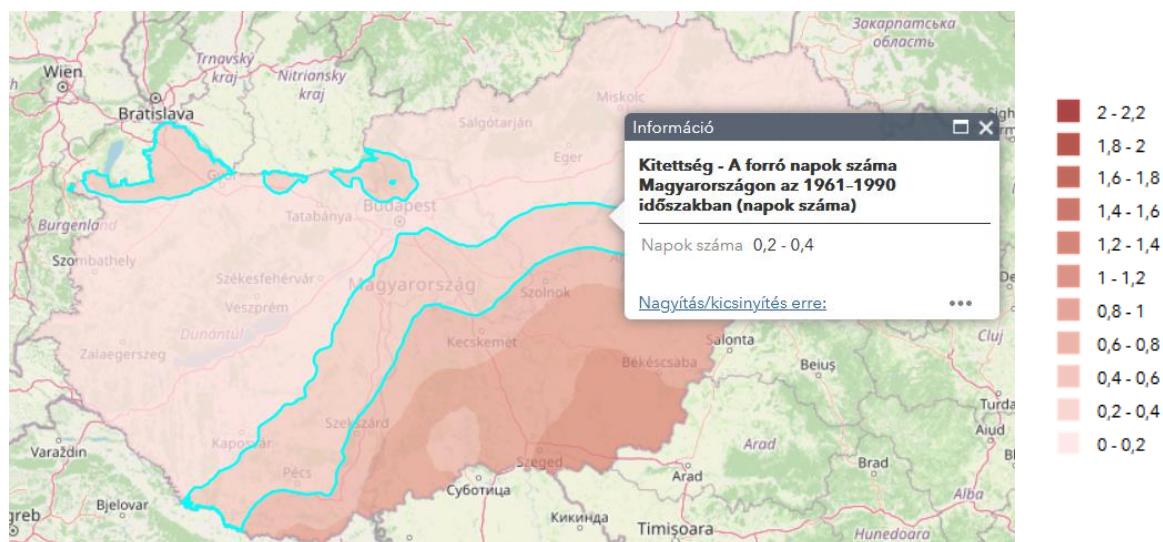 Закарпатська
область
Trnavský
kraj
Nitriansky
kraj
Wien
Bratislava
Miskolc
Salgótarján
Eger
Győr
Budapest
Tatabánya
Burgenland
Szombathely
Székesfehérvár
Magyarország
Veszprém
Szolnok
Dunántúl
Kecskemét
Zalaegerszeg
Békéscsaba
Salonta
Beiuș
Cluj
Szekszárd
Kaposvár
Varaždin
Pécs
Szeged
Arad
Arad
Brad
Turda
Aiud
Alba
Суботица
Bjelovar
Кикинда
Timișoara
Hunedoara
Információ
Kitettség - A forró napok száma
Magyarországon az 1961–1990
időszakban (napok száma)
Napok száma 0,2 - 0,4
Nagyítás/kicsinyítés erre:
2 - 2,2
1,8 - 2
1,6 - 1,8
1,4 - 1,6
1,2 - 1,4
1 - 1,2
0,8 - 1
0,6 - 0,8
0,4 - 0,6
0,2 - 0,4
0 - 0,2